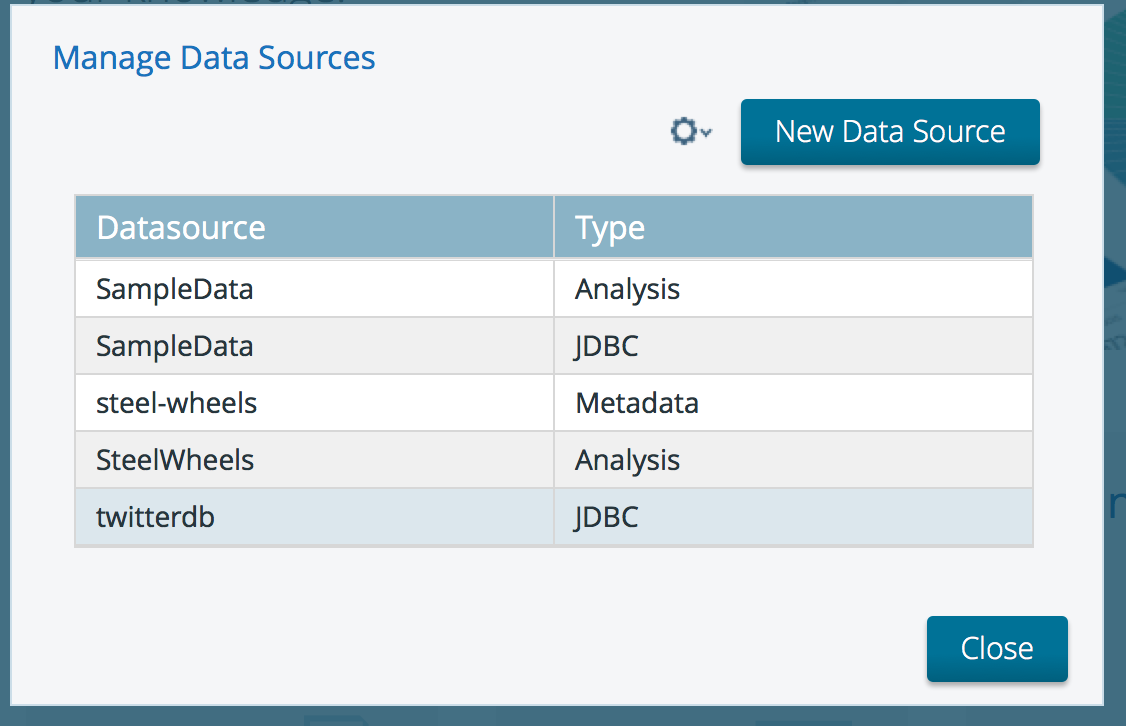 Manage Data Sources
New Data Source
Datasource Type
SampleData Analysis
SampleData JDBC
steel-wheels Metadata
SteelWheels Analysis
twitterdb JDBC
Close